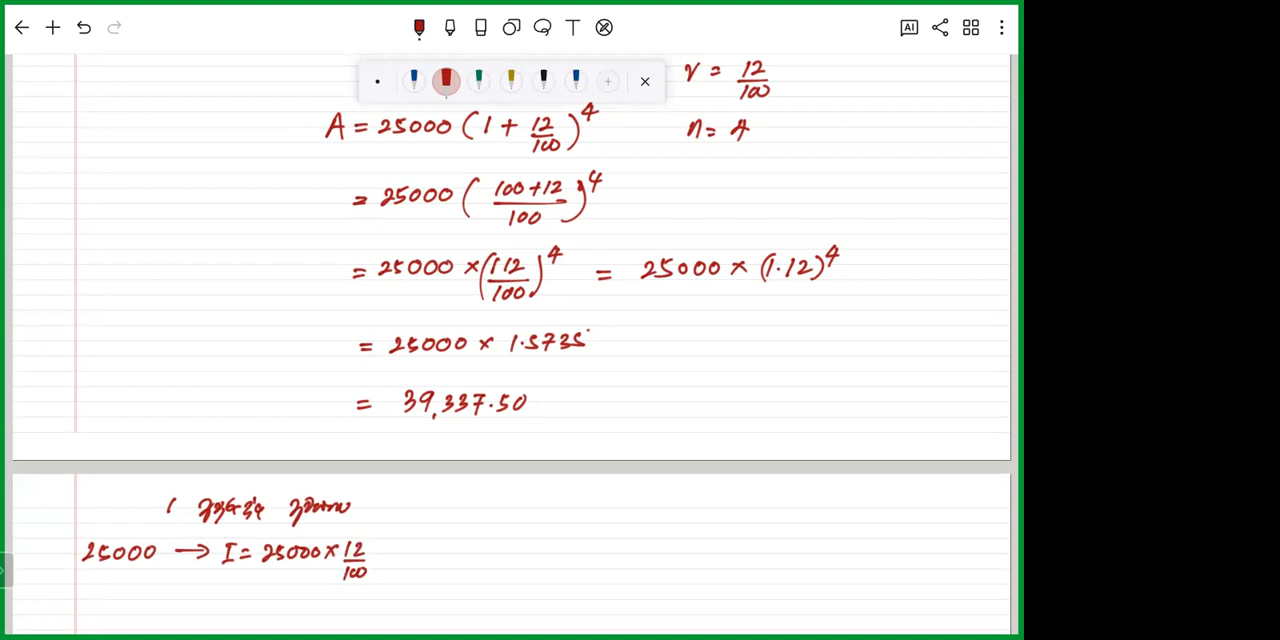 AI
r = 12/100
A = 25000 (1 + 12/100)^4
n = 4
= 25000 (100+12/100)^4
= 25000 × (112/100)^4 = 25000 × (1.12)^4
= 25000 × 1.5735
= 39,337.50
25000 → I = 25000 × 12/100